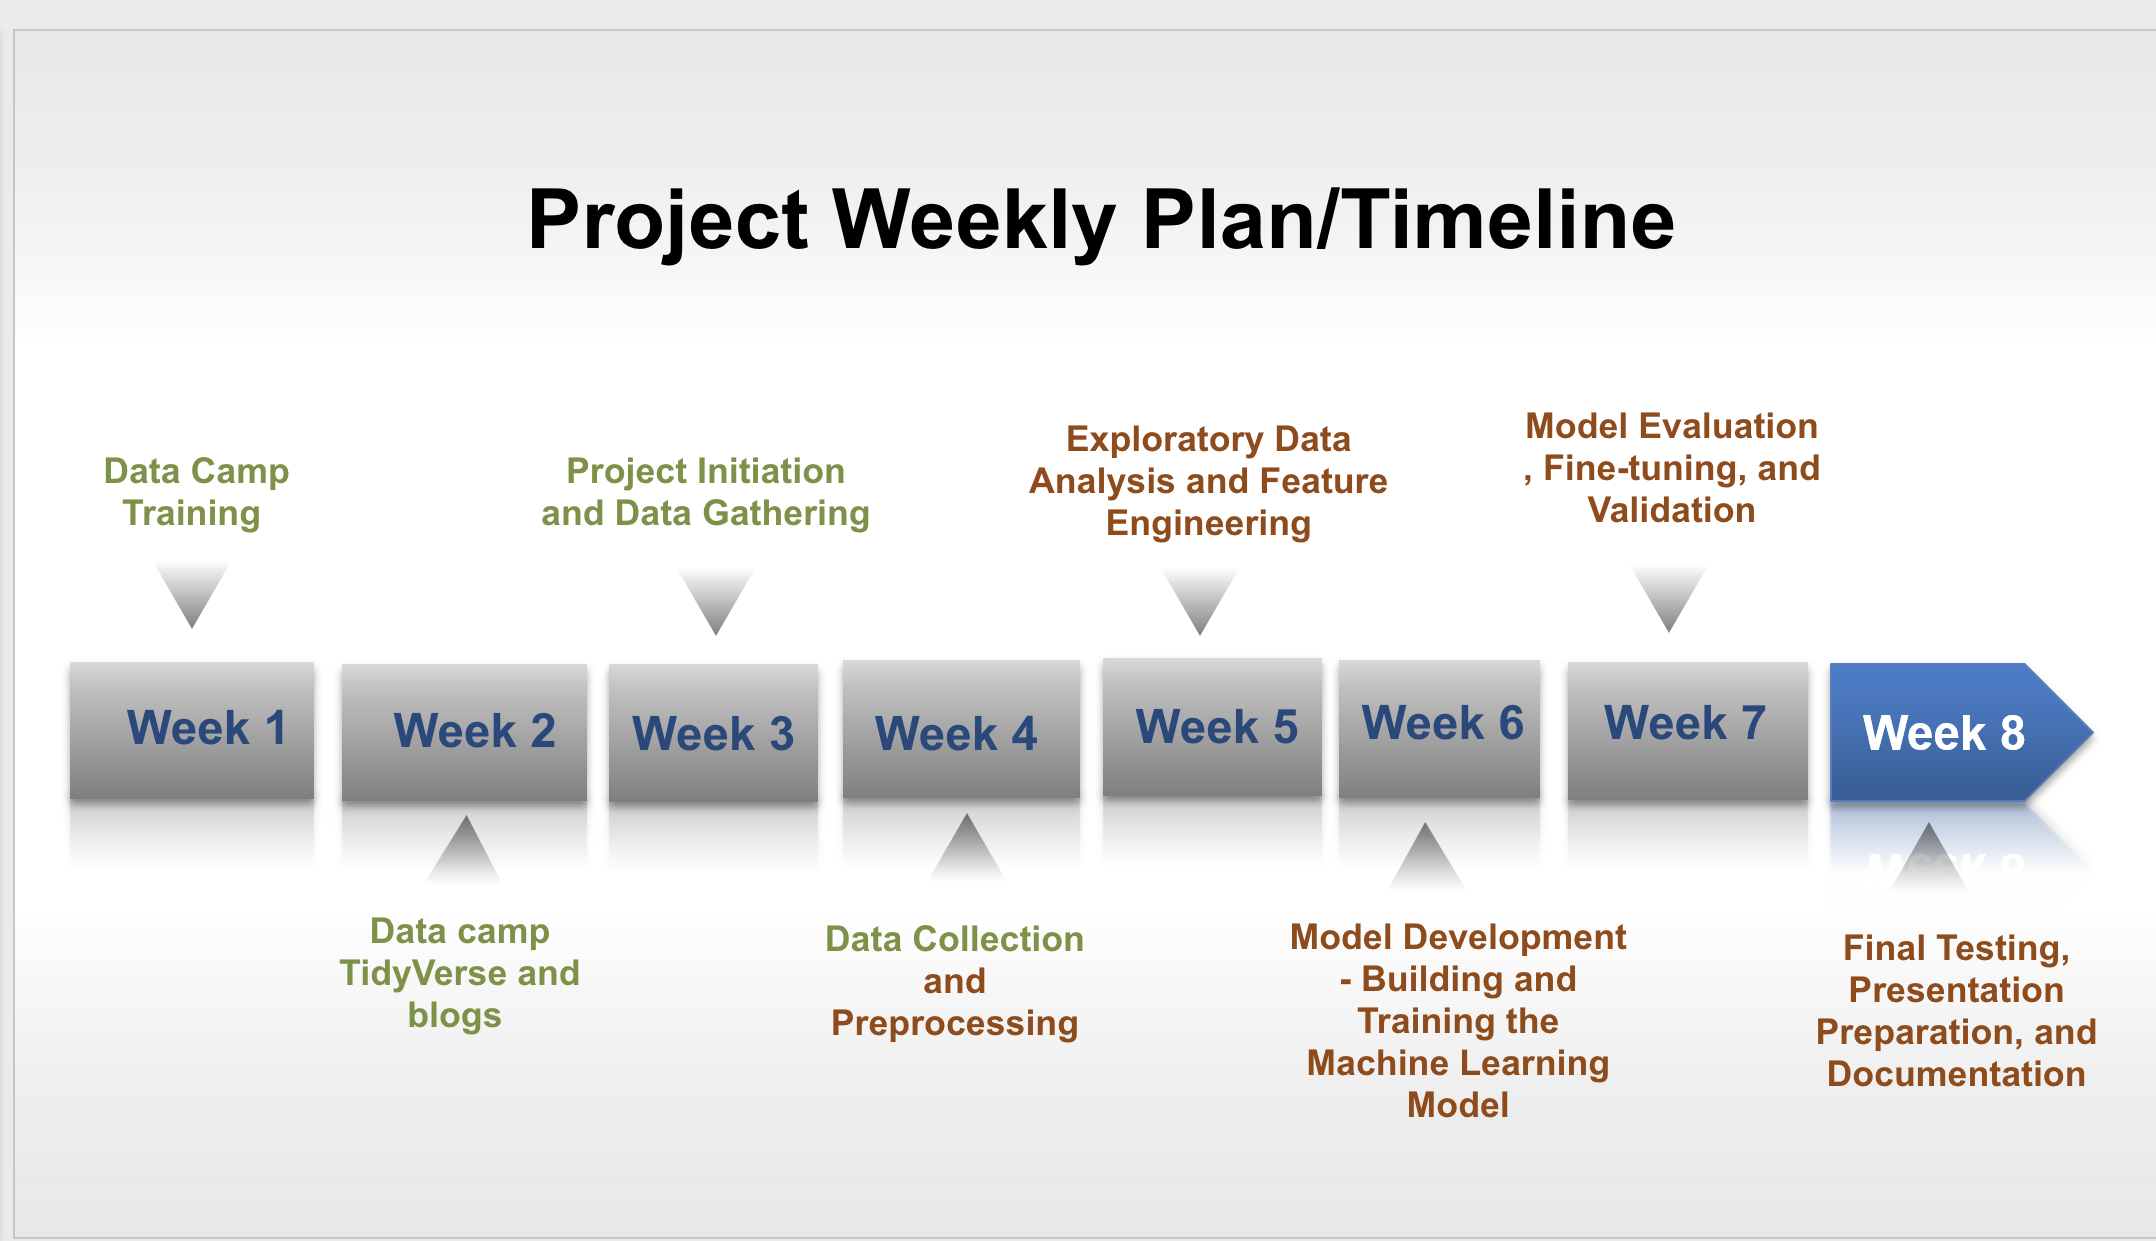 Project Weekly Plan/Timeline
Data Camp
Training
Project Initiation
and Data Gathering
Exploratory Data
Analysis and Feature
Engineering
Model Evaluation
, Fine-tuning, and
Validation
Week 1
Week 2
Week 3
Week 4
Week 5
Week 6
Week 7
Week 8
Data camp
TidyVerse and
blogs
Data Collection
and
Preprocessing
Model Development
- Building and
Training the
Machine Learning
Model
Final Testing,
Presentation
Preparation, and
Documentation